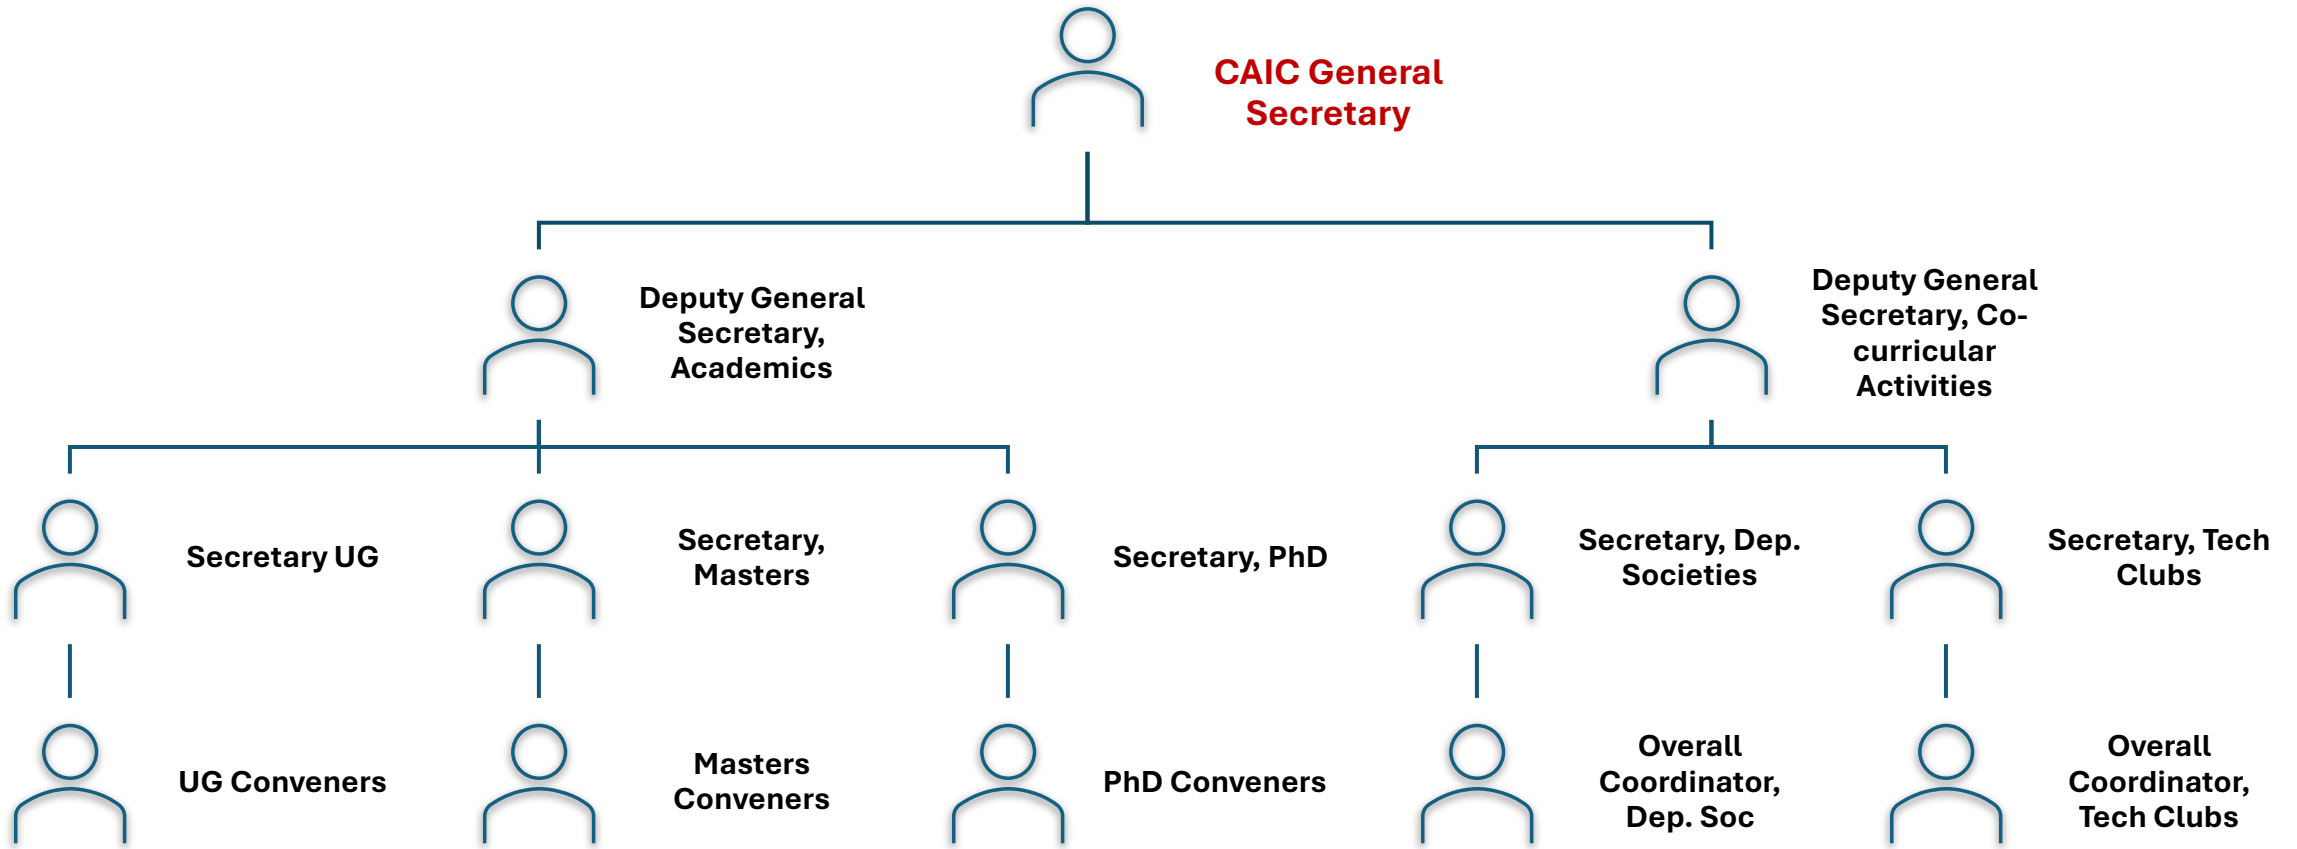 CAIC General
Secretary
Deputy General
Secretary,
Academics
Deputy General
Secretary, Co-
curricular
Activities
Secretary UG
Secretary,
Masters
Secretary, PhD
Secretary, Dep.
Societies
Secretary, Tech
Clubs
UG Conveners
Masters
Conveners
PhD Conveners
Overall
Coordinator,
Dep. Soc
Overall
Coordinator,
Tech Clubs